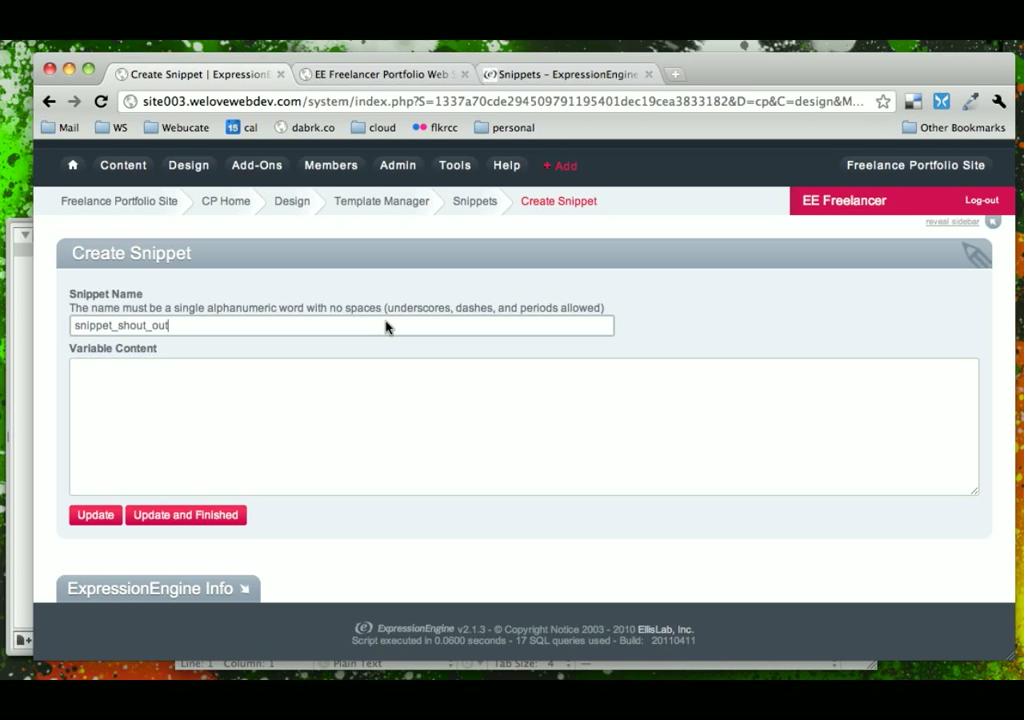 Create Snippet | ExpressionE
EE Freelancer Portfolio Web S
Snippets - ExpressionEngine
site003.welovewebdev.com/system/index.php?S=1337a70cde294509791195401dec19cea3833182&D=cp&C=design&M...
Mail
WS
Webucate
15 cal
dabrk.co
cloud
flkrcc
personal
Other Bookmarks
Content
Design
Add-Ons
Members
Admin
Tools
Help
+ Add
Freelance Portfolio Site
Freelance Portfolio Site
CP Home
Design
Template Manager
Snippets
Create Snippet
EE Freelancer
Log-out
reveal sidebar
Create Snippet
Snippet Name
The name must be a single alphanumeric word with no spaces (underscores, dashes, and periods allowed)
snippet_shout_out
Variable Content
Update
Update and Finished
ExpressionEngine Info
ExpressionEngine v2.1.3 - © Copyright Notice 2003 - 2010 EllisLab, Inc.
Script executed in 0.0600 seconds - 17 SQL queries used - Build: 20110411
Line: 1 Column: 1
Plain Text
Tab Size: 4